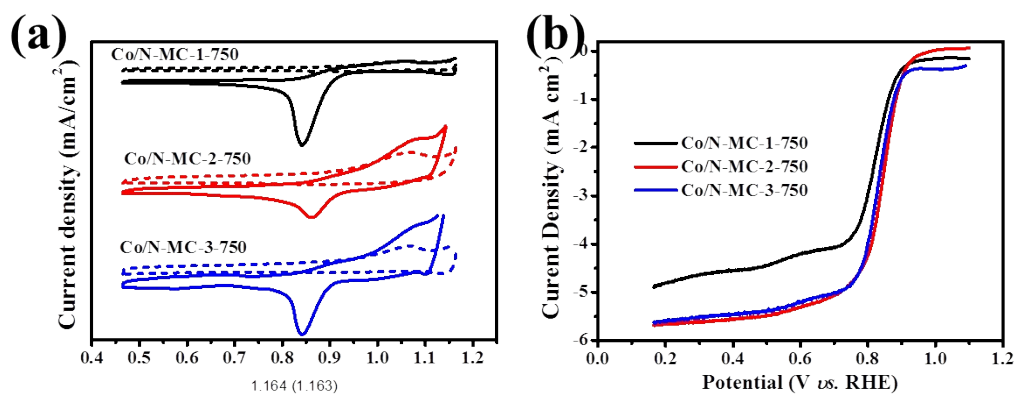 (a)
Current density (mA/cm²)
Co/N-MC-1-750
Co/N-MC-2-750
Co/N-MC-3-750
0.4 0.5 0.6 0.7 0.8 0.9 1.0 1.1 1.2
1.164 (1.163)
(b)
Curent Density (mA cm²)
0
-1
-2
-3
-4
-5
-6
Co/N-MC-1-750
Co/N-MC-2-750
Co/N-MC-3-750
0.0 0.2 0.4 0.6 0.8 1.0 1.2
Potential (V vs. RHE)